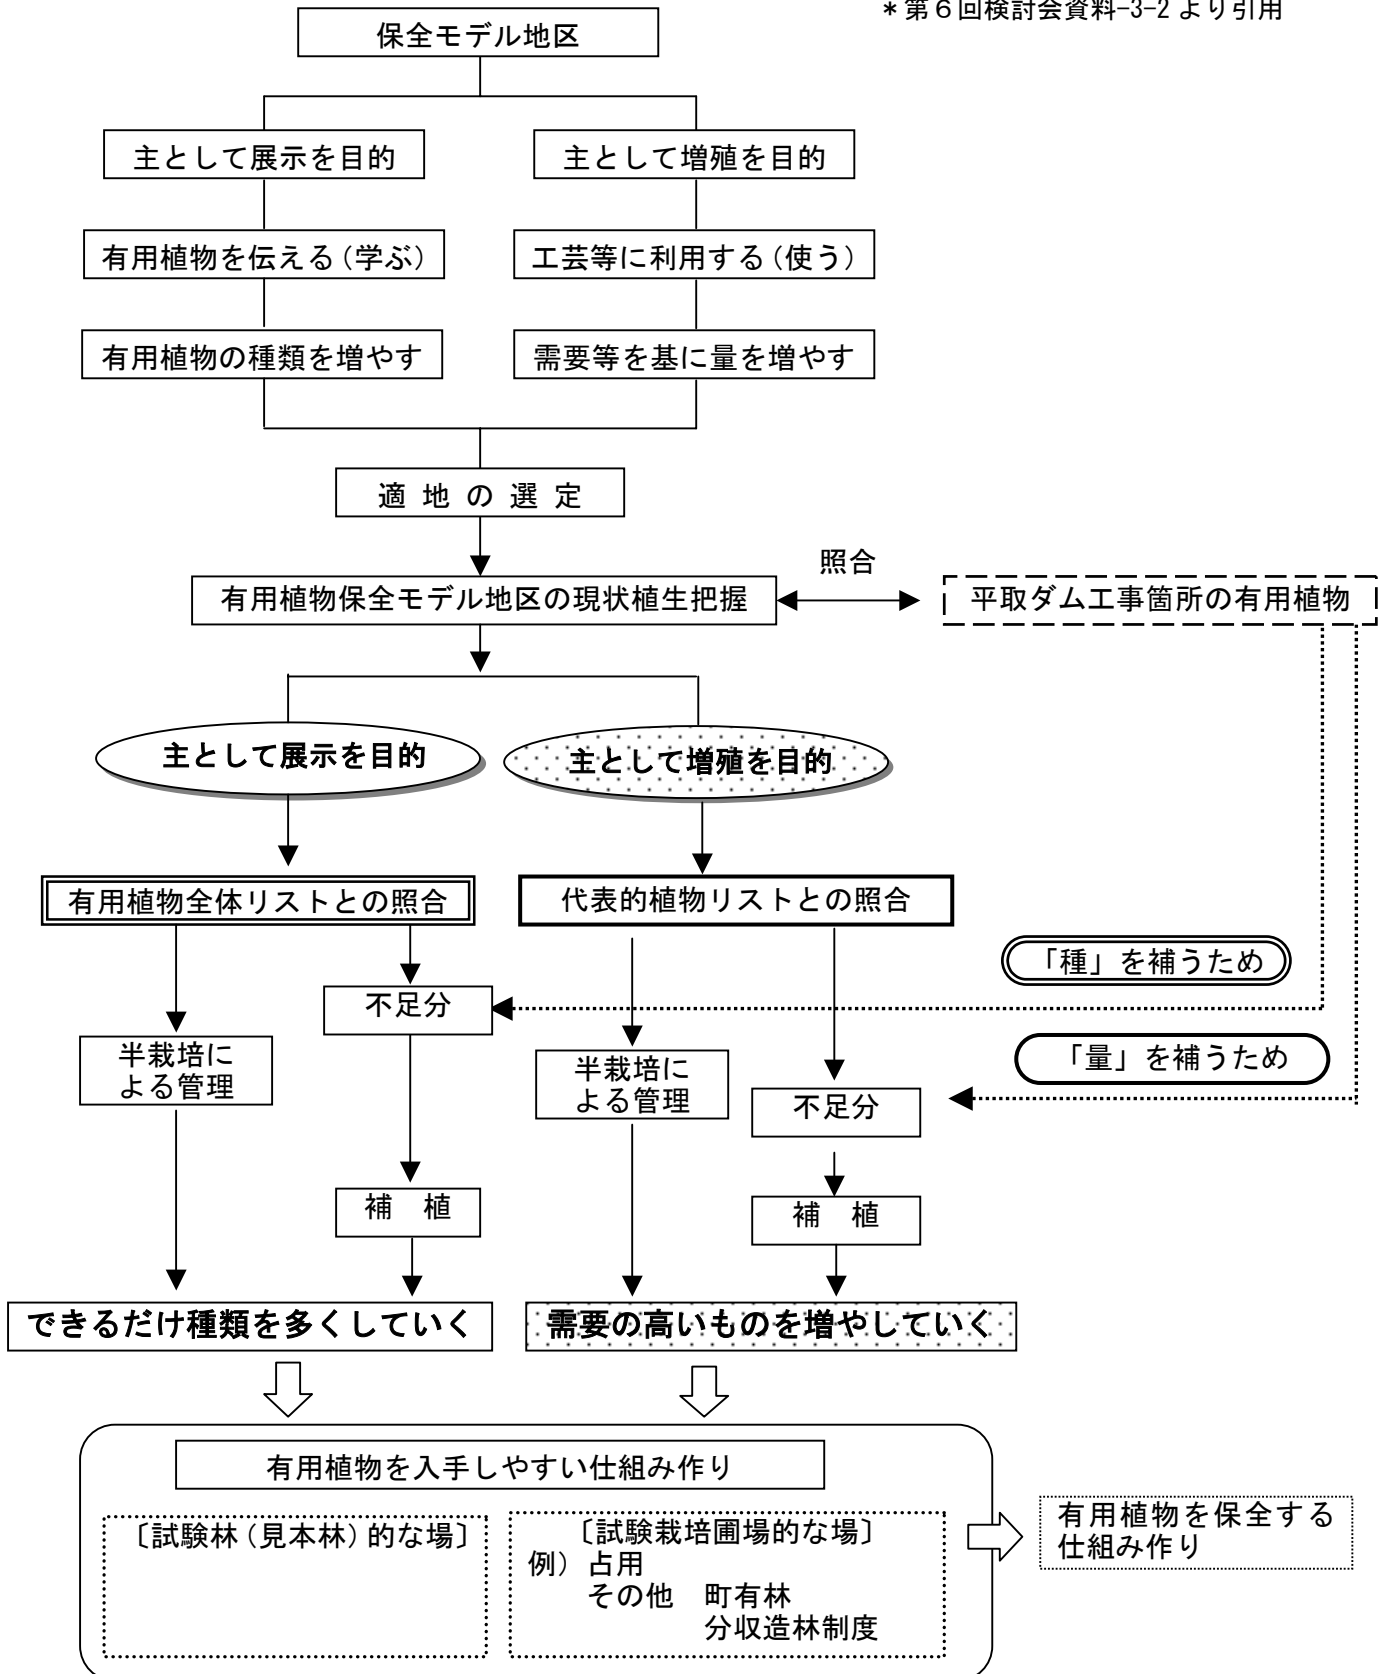 ＊第６回検討会資料-3-2より引用
保全モデル地区
主として展示を目的
主として増殖を目的
有用植物を伝える（学ぶ）
工芸等に利用する（使う）
有用植物の種類を増やす
需要等を基に量を増やす
適 地 の 選 定
照合
有用植物保全モデル地区の現状植生把握
平取ダム工事箇所の有用植物
主として展示を目的
主として増殖を目的
有用植物全体リストとの照合
代表的植物リストとの照合
「種」を補うため
不足分
半栽培に
よる管理
「量」を補うため
半栽培に
よる管理
不足分
補　植
補　植
できるだけ種類を多くしていく
需要の高いものを増やしていく
有用植物を入手しやすい仕組み作り
〔試験林（見本林）的な場〕
〔試験栽培圃場的な場〕
例）占用
その他　町有林
分収造林制度
有用植物を保全する
仕組み作り